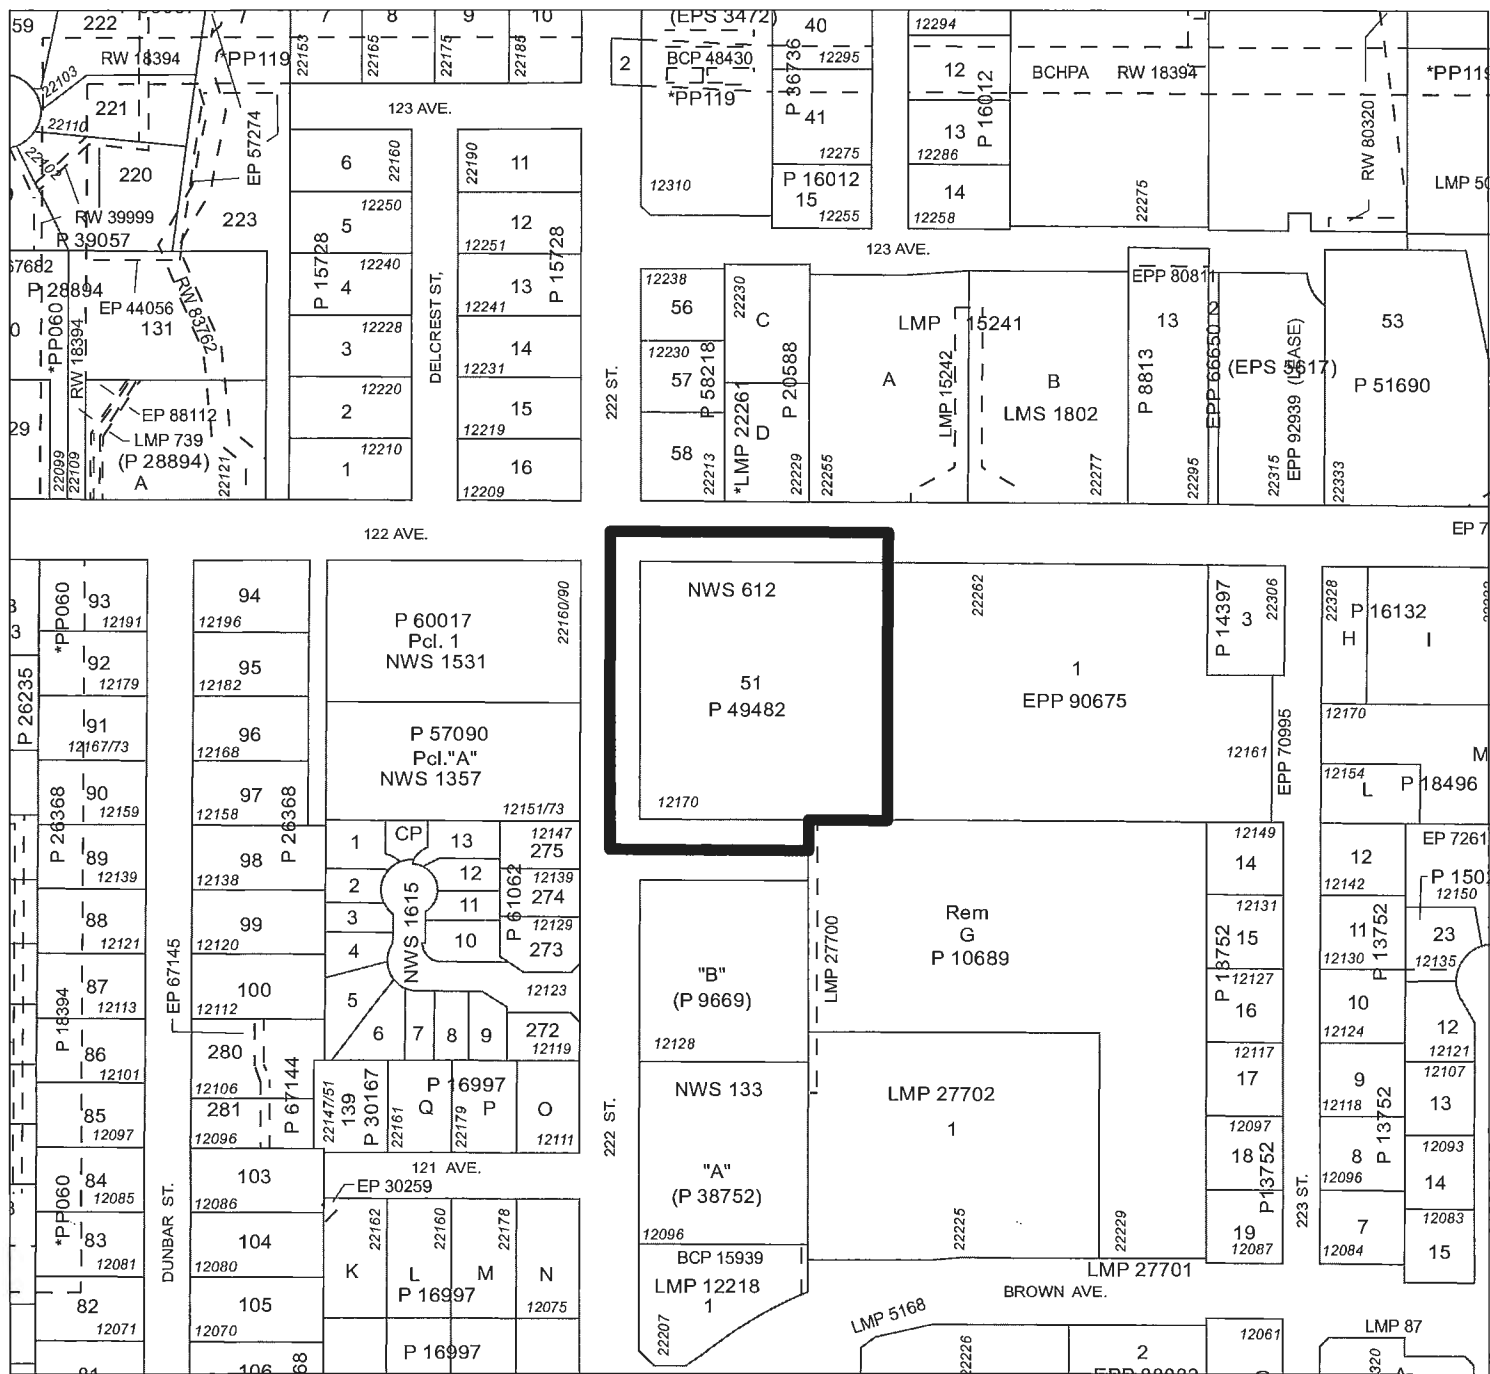 59
222
7
8
9
10
RW 18394
*PP119
22153
22165
22175
22185
(EPS 3472)
BCP 48430
*PP119
2
40
12295
P 36736
41
12275
12294
12
P 16012
13
12286
14
12258
BCHPA
RW 18394
RW 80320
22103
221
22110
22102
220
EP 57274
223
RW 39999
P 39057
123 AVE.
6
22160
22190
11
12310
P 16012
15
12255
22275
12250
5
12
12251
P 15728
P 15728
123 AVE.
P 28894
EP 44056
131
*PP060
RW 18394
RW 83762
12240
4
13
12241
DELCREST ST.
12238
56
22230
C
LMP 15241
EPP 80811
13
2
53
12228
3
14
12231
12230
57
P 58218
P 20588
A
LMP 15242
B
LMS 1802
P 8813
EPP 66650
(EPS 5617)
EPP 92939 (LEASE)
P 51690
222 ST.
12220
2
15
12219
EP 88112
LMP 739
(P 28894)
A
29
22099
22109
22121
12210
1
16
12209
58
22213
*LMP 22261
D
22229
22255
22277
22295
22315
22333
122 AVE.
93
12191
*PP060
94
12196
P 60017
Pcl. 1
NWS 1531
22160/90
NWS 612
22262
P 14397
3
22306
22328
P 16132
H
I
92
12179
95
12182
P 26235
51
P 49482
1
EPP 90675
91
12167/73
96
12168
P 57090
Pcl."A"
NWS 1357
12161
EPP 70995
12170
M
90
12159
97
12158
12151/73
12170
12154
L
P 18496
P 26368
P 26368
1
CP
13
12147
275
12149
14
89
12139
98
12138
2
12
12139
274
P 61062
12
12142
12150
3
11
12131
15
88
12121
99
12120
4
NWS 1615
10
12129
273
LMP 27700
Rem
G
P 10689
P 13752
11
12130
P 13752
23
12135
EP 67145
"B"
(P 9669)
87
12113
100
12112
5
12123
12127
16
10
12124
P 18394
6
7
8
9
272
12119
12128
12
12121
86
12101
280
12106
P 67144
12117
17
9
12118
12107
13
22147/51
139
P 30167
22161
P 16997
Q
22179
P
O
12111
NWS 133
LMP 27702
1
85
12097
281
12096
222 ST.
12097
18
P13752
8
12096
P 13752
12093
14
121 AVE.
EP 30259
"A"
(P 38752)
84
12085
*PP060
103
12086
DUNBAR ST.
22162
22160
22178
12096
22225
22229
19
12087
223 ST.
7
12084
12083
15
83
12081
104
12080
K
L
M
N
P 16997
12075
BCP 15939
LMP 12218
1
LMP 27701
BROWN AVE.
82
12071
105
12070
22207
LMP 5168
12061
LMP 87
P 16997
22226
2